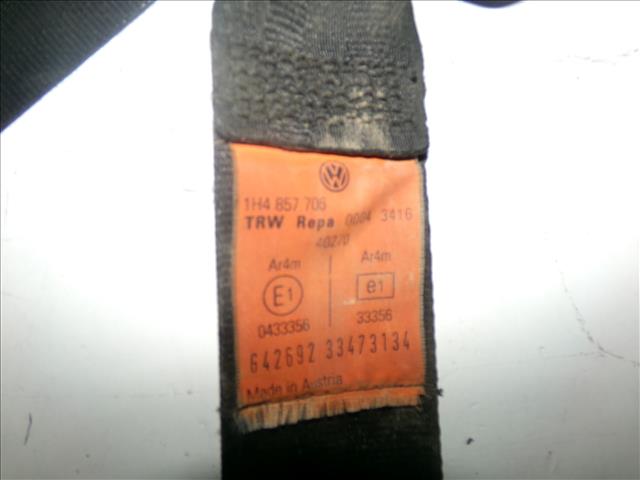 VW
1H4 857 706
TRW Repa 0004 3416
40270
Ar4m Ar4m
E1 e1
0433356 33356
642692 33473134
Made in Austria